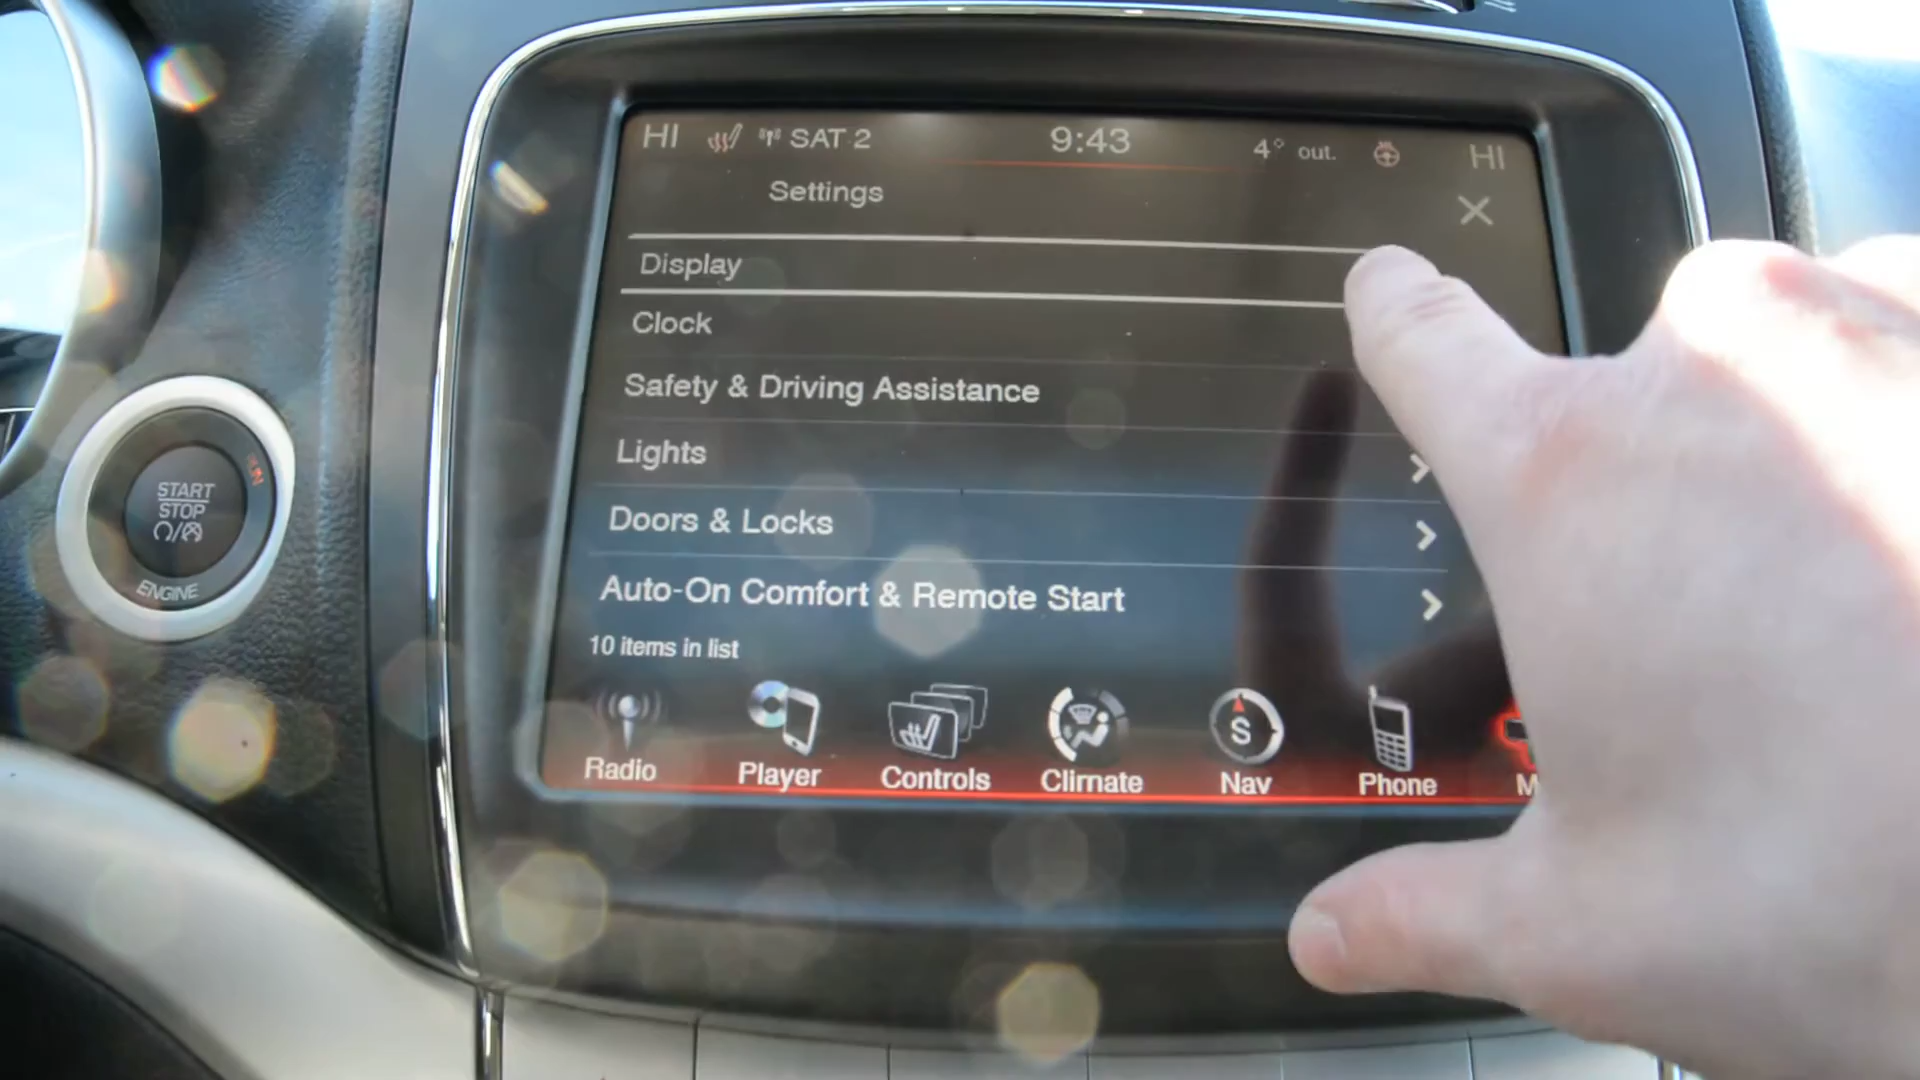 HI SAT 2 9:43 4° out. HI
Settings
Display
Clock
Safety & Driving Assistance
Lights
Doors & Locks
Auto-On Comfort & Remote Start
10 items in list
Radio Player Controls Climate Nav Phone
S
RUN
START
STOP
ENGINE